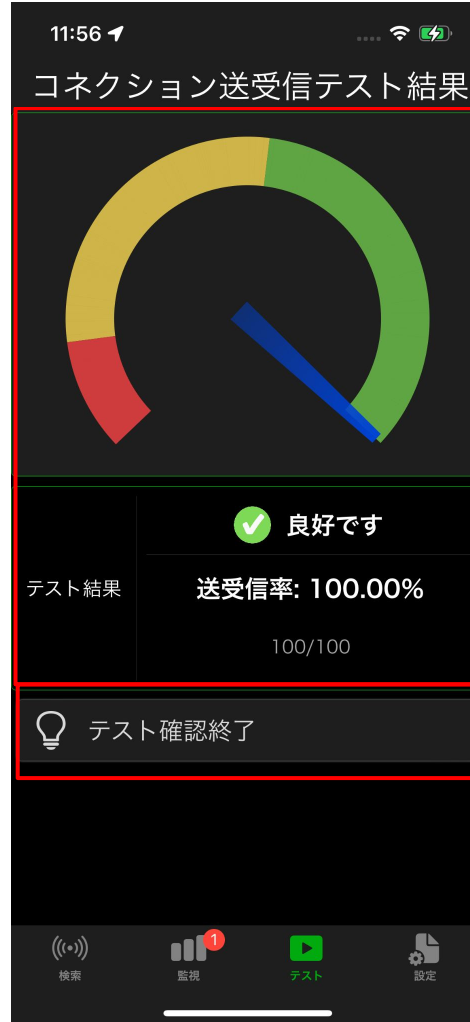 11:56
コネクション送受信テスト結果
良好です
テスト結果
送受信率: 100.00%
100/100
テスト確認終了
1
検索
監視
テスト
設定